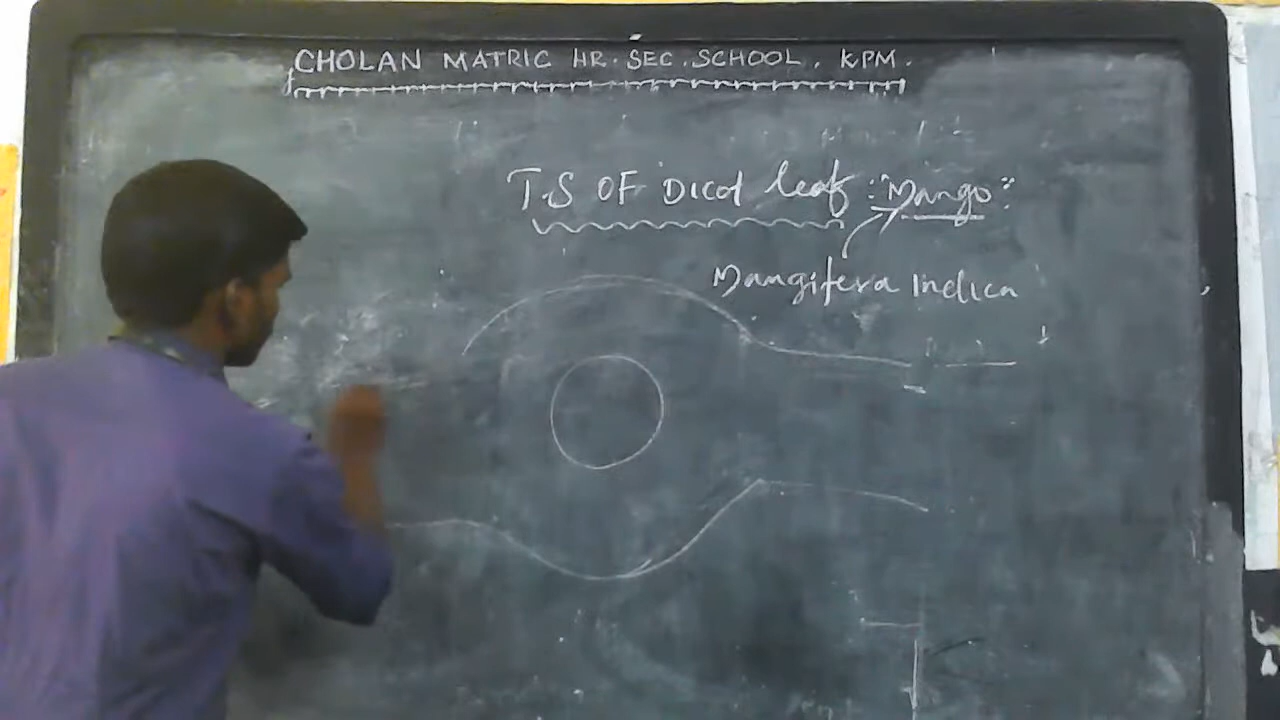 CHOLAN MATRIC HR. SEC. SCHOOL, KPM.
T.S OF Dicot leaf : "Mango" :
Mangifera Indica